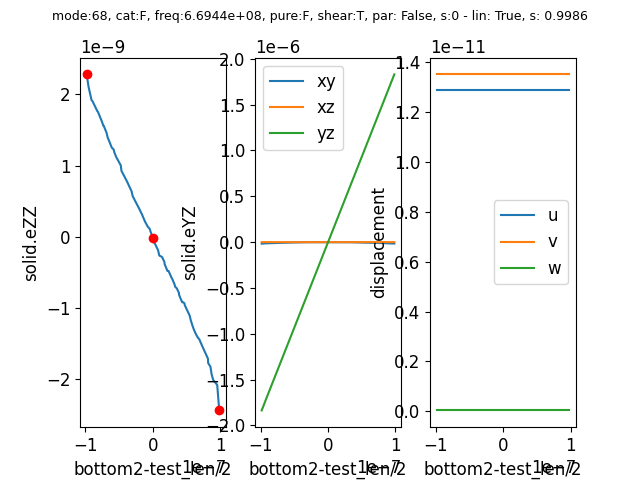 mode:68, cat:F, freq:6.6944e+08, pure:F, shear:T, par: False, s:0 - lin: True, s: 0.9986
1e−9
1e−6
1e−11
2
1
0
−1
−2
solid.eZZ
−1
0
1
1e−7
bottom2-test_len/2
2.0
1.5
1.0
0.5
0.0
−0.5
−1.0
−1.5
−2.0
solid.eYZ
xy
xz
yz
−1
0
1
1e−7
bottom2-test_len/2
1.4
1.2
1.0
0.8
0.6
0.4
0.2
0.0
displacement
u
v
w
−1
0
1
1e−7
bottom2-test_len/2